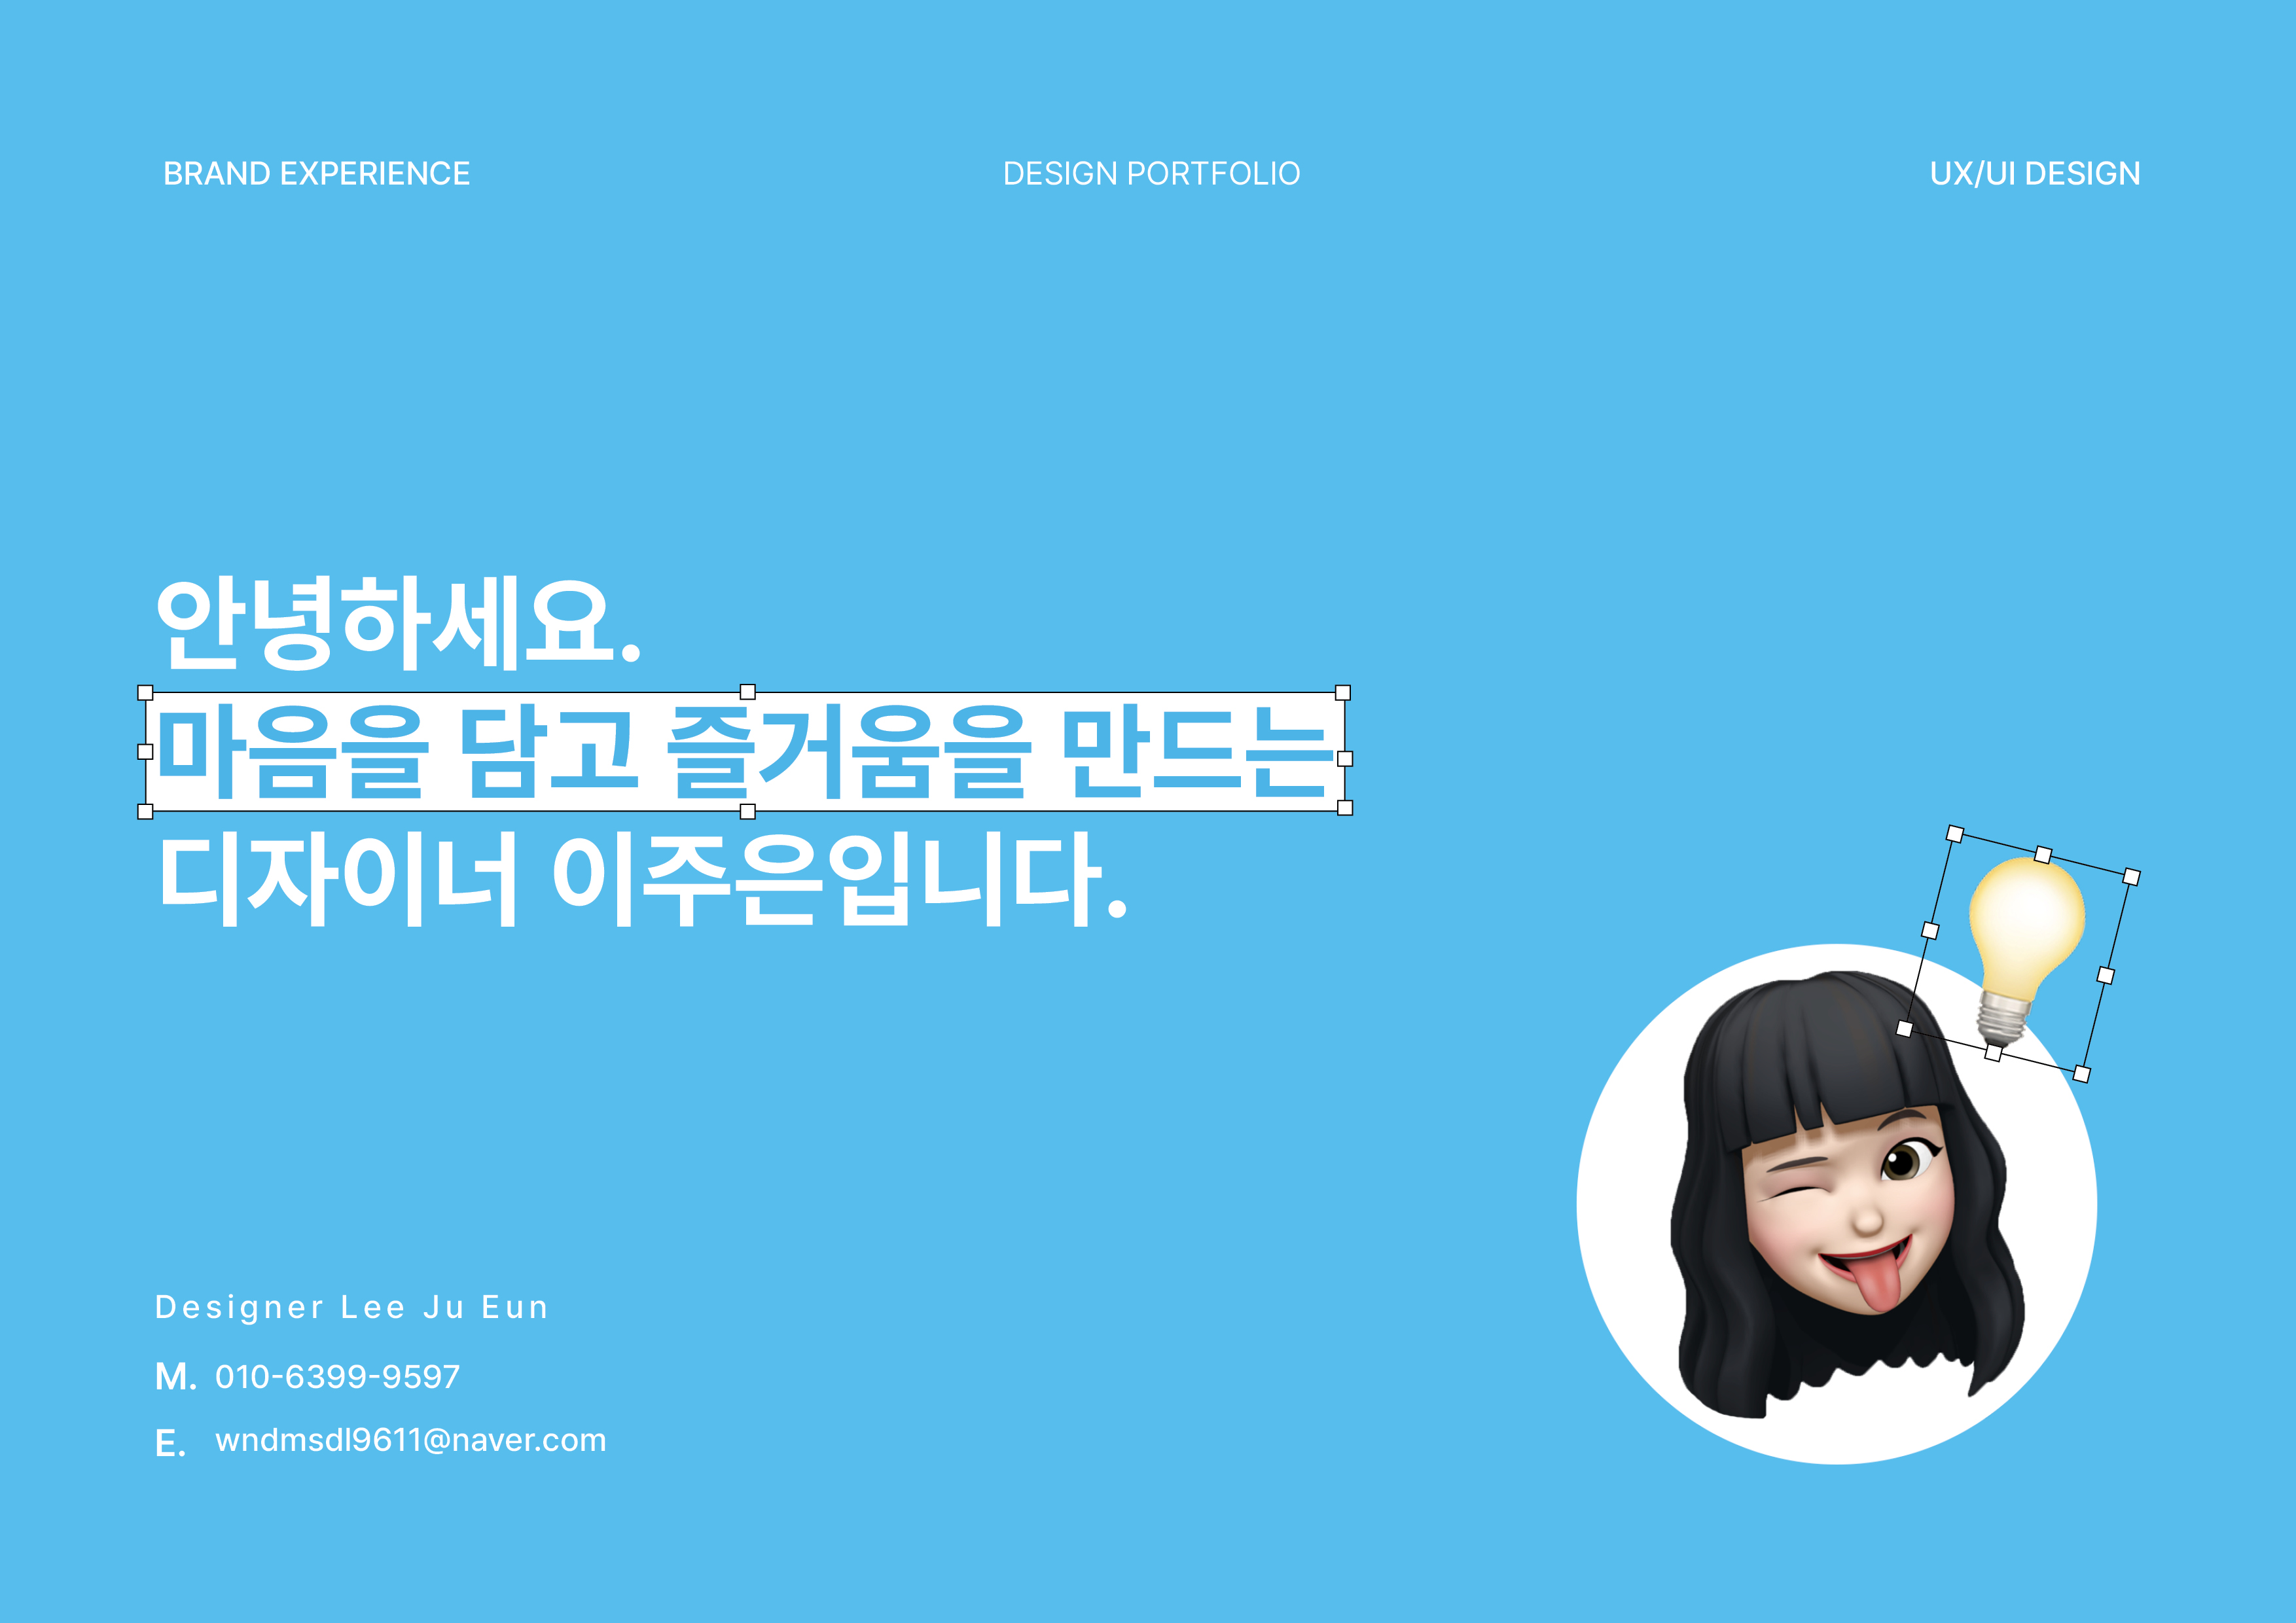 BRAND EXPERIENCE
DESIGN PORTFOLIO
UX/UI DESIGN
안녕하세요.
마음을 담고 즐거움을 만드는
디자이너 이주은입니다.
Designer Lee Ju Eun
M. 010-6399-9597
E. wndmsdl9611@naver.com